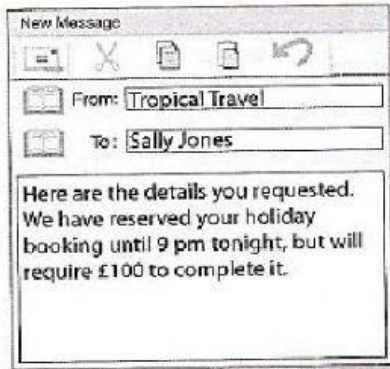 New Message
From: Tropical Travel
To: Sally Jones
Here are the details you requested.
We have reserved your holiday
booking until 9 pm tonight, but will
require £100 to complete it.